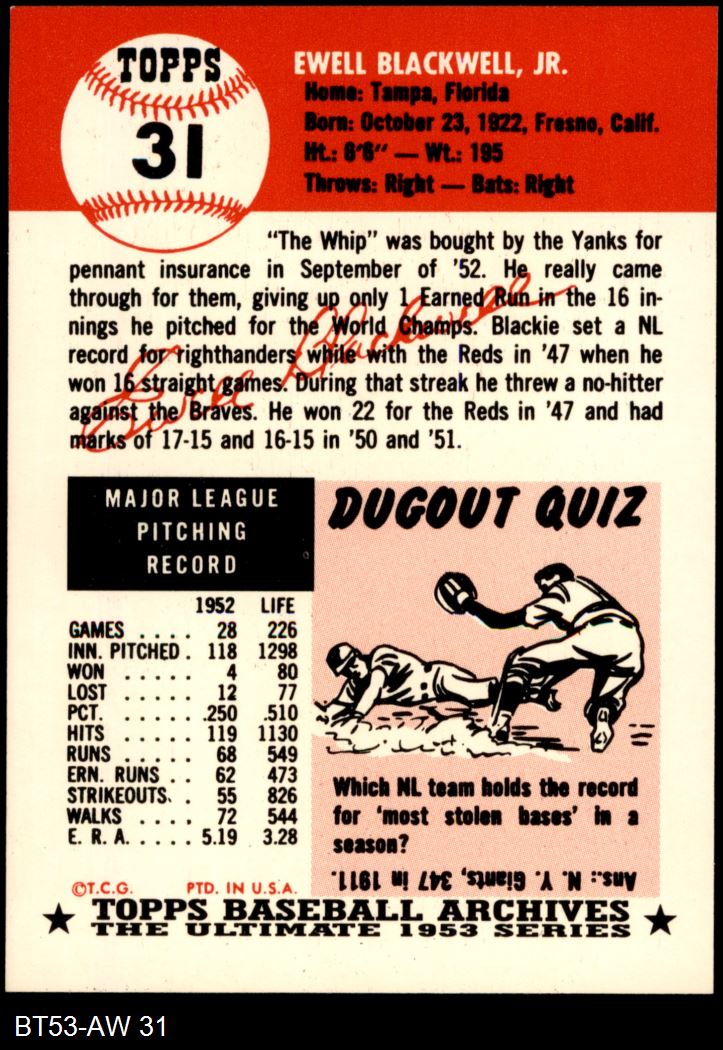 TOPPS
31
EWELL BLACKWELL, JR.
Home: Tampa, Florida
Born: October 23, 1922, Fresno, Calif.
Ht.: 6'6" — Wt.: 195
Throws: Right — Bats: Right
"The Whip" was bought by the Yanks for
pennant insurance in September of '52. He really came
through for them, giving up only 1 Earned Run in the 16 in-
nings he pitched for the World Champs. Blackie set a NL
record for righthanders while with the Reds in '47 when he
won 16 straight games. During that streak he threw a no-hitter
against the Braves. He won 22 for the Reds in '47 and had
marks of 17-15 and 16-15 in '50 and '51.
Ewell Blackwell
MAJOR LEAGUE
PITCHING
RECORD
1952 LIFE
GAMES . . . . 28 226
INN. PITCHED . 118 1298
WON . . . . . 4 80
LOST . . . . . 12 77
PCT. . . . . . .250 .510
HITS . . . . . 119 1130
RUNS . . . . . 68 549
ERN. RUNS . . 62 473
STRIKEOUTS. . 55 826
WALKS . . . . 72 544
E. R. A. . . . . 5.19 3.28
DUGOUT QUIZ
Which NL team holds the record
for 'most stolen bases' in a
season?
Ans.: N. Y. Giants, 347 in 1911.
©T.C.G. PTD. IN U.S.A.
★ TOPPS BASEBALL ARCHIVES ★
THE ULTIMATE 1953 SERIES
BT53-AW 31